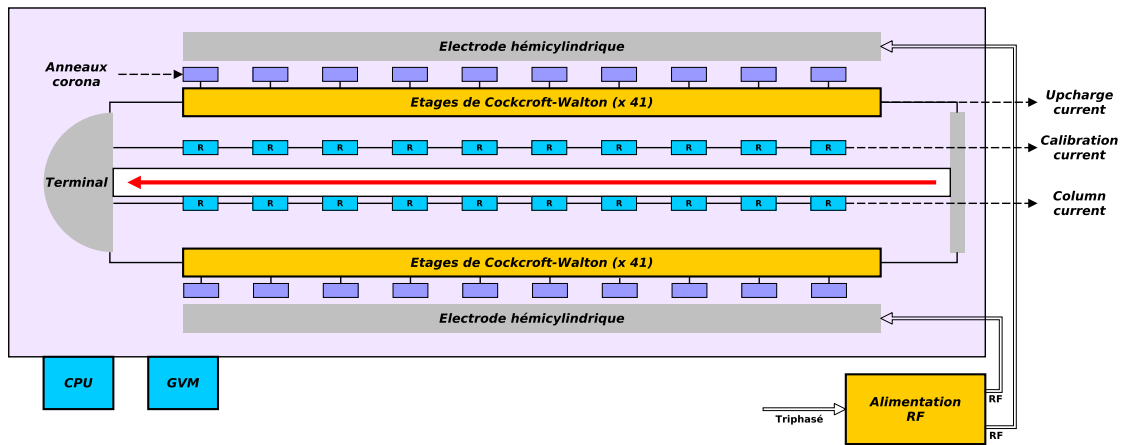 Electrode hémicylindrique
Anneaux
corona
Etages de Cockcroft-Walton (x 41)
Upcharge
current
R R R R R R R R R R
Calibration
current
Terminal
R R R R R R R R R R
Column
current
Etages de Cockcroft-Walton (x 41)
Electrode hémicylindrique
CPU
GVM
Alimentation
RF
RF
Triphasé
RF